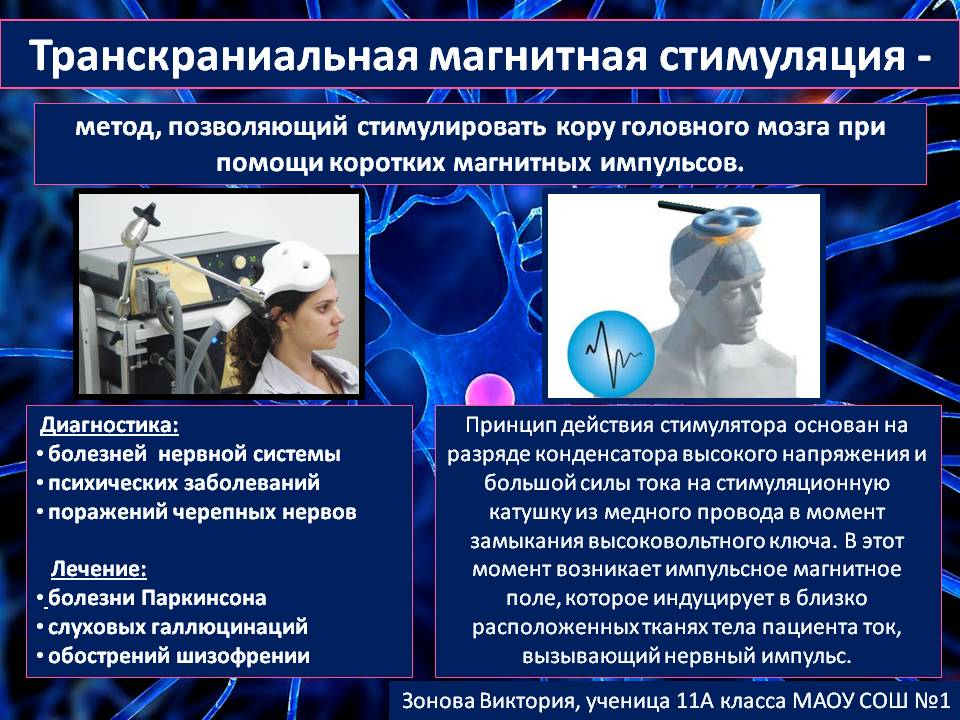 Транскраниальная магнитная стимуляция -
метод, позволяющий стимулировать кору головного мозга при
помощи коротких магнитных импульсов.
Диагностика:
• болезней нервной системы
• психических заболеваний
• поражений черепных нервов
Лечение:
• болезни Паркинсона
• слуховых галлюцинаций
• обострений шизофрении
Принцип действия стимулятора основан на
разряде конденсатора высокого напряжения и
большой силы тока на стимуляционную
катушку из медного провода в момент
замыкания высоковольтного ключа. В этот
момент возникает импульсное магнитное
поле, которое индуцирует в близко
расположенных тканях тела пациента ток,
вызывающий нервный импульс.
Зонова Виктория, ученица 11А класса МАОУ СОШ №1